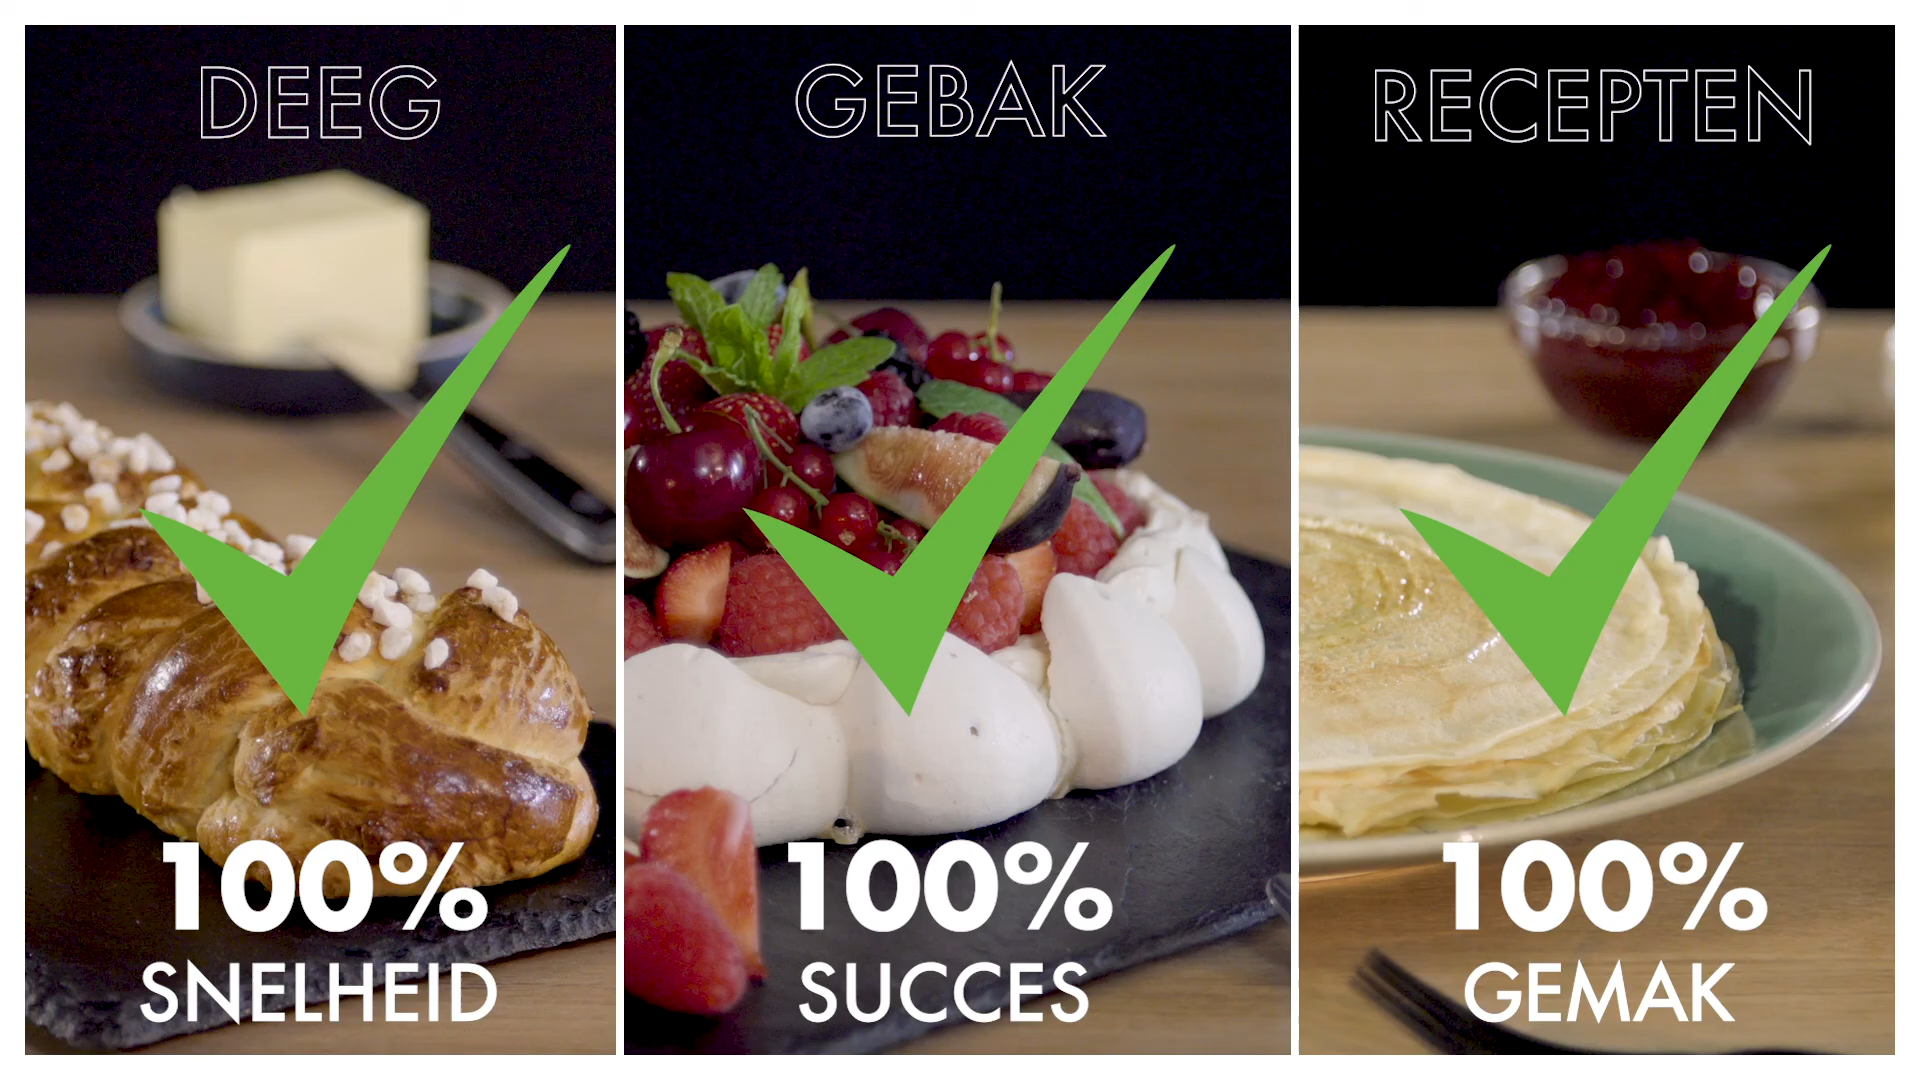 DEEG
100%
SNELHEID
GEBAK
100%
SUCCES
RECEPTEN
100%
GEMAK